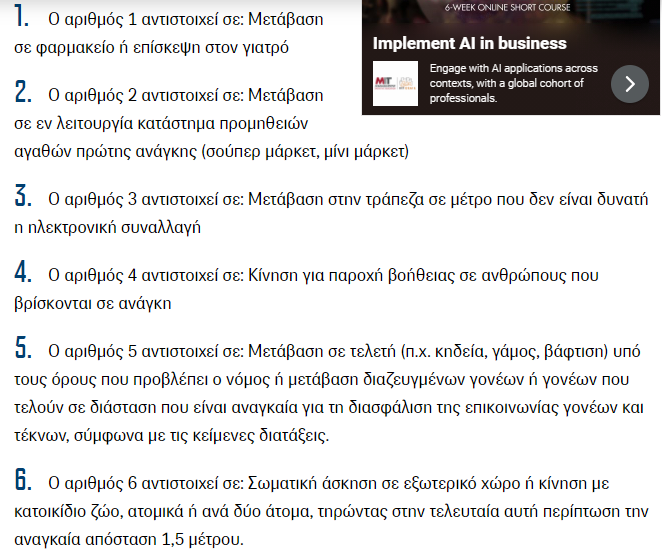 1. Ο αριθμός 1 αντιστοιχεί σε: Μετάβαση
σε φαρμακείο ή επίσκεψη στον γιατρό
6-WEEK ONLINE SHORT COURSE
Implement AI in business
MIT
Engage with AI applications across
contexts, with a global cohort of
professionals.
2. Ο αριθμός 2 αντιστοιχεί σε: Μετάβαση
σε εν λειτουργία κατάστημα προμηθειών
αγαθών πρώτης ανάγκης (σούπερ μάρκετ, μίνι μάρκετ)
3. Ο αριθμός 3 αντιστοιχεί σε: Μετάβαση στην τράπεζα σε μέτρο που δεν είναι δυνατή
η ηλεκτρονική συναλλαγή
4. Ο αριθμός 4 αντιστοιχεί σε: Κίνηση για παροχή βοήθειας σε ανθρώπους που
βρίσκονται σε ανάγκη
5. Ο αριθμός 5 αντιστοιχεί σε: Μετάβαση σε τελετή (π.χ. κηδεία, γάμος, βάφτιση) υπό
τους όρους που προβλέπει ο νόμος ή μετάβαση διαζευγμένων γονέων ή γονέων που
τελούν σε διάσταση που είναι αναγκαία για τη διασφάλιση της επικοινωνίας γονέων και
τέκνων, σύμφωνα με τις κείμενες διατάξεις.
6. Ο αριθμός 6 αντιστοιχεί σε: Σωματική άσκηση σε εξωτερικό χώρο ή κίνηση με
κατοικίδιο ζώο, ατομικά ή ανά δύο άτομα, τηρώντας στην τελευταία αυτή περίπτωση την
αναγκαία απόσταση 1,5 μέτρου.